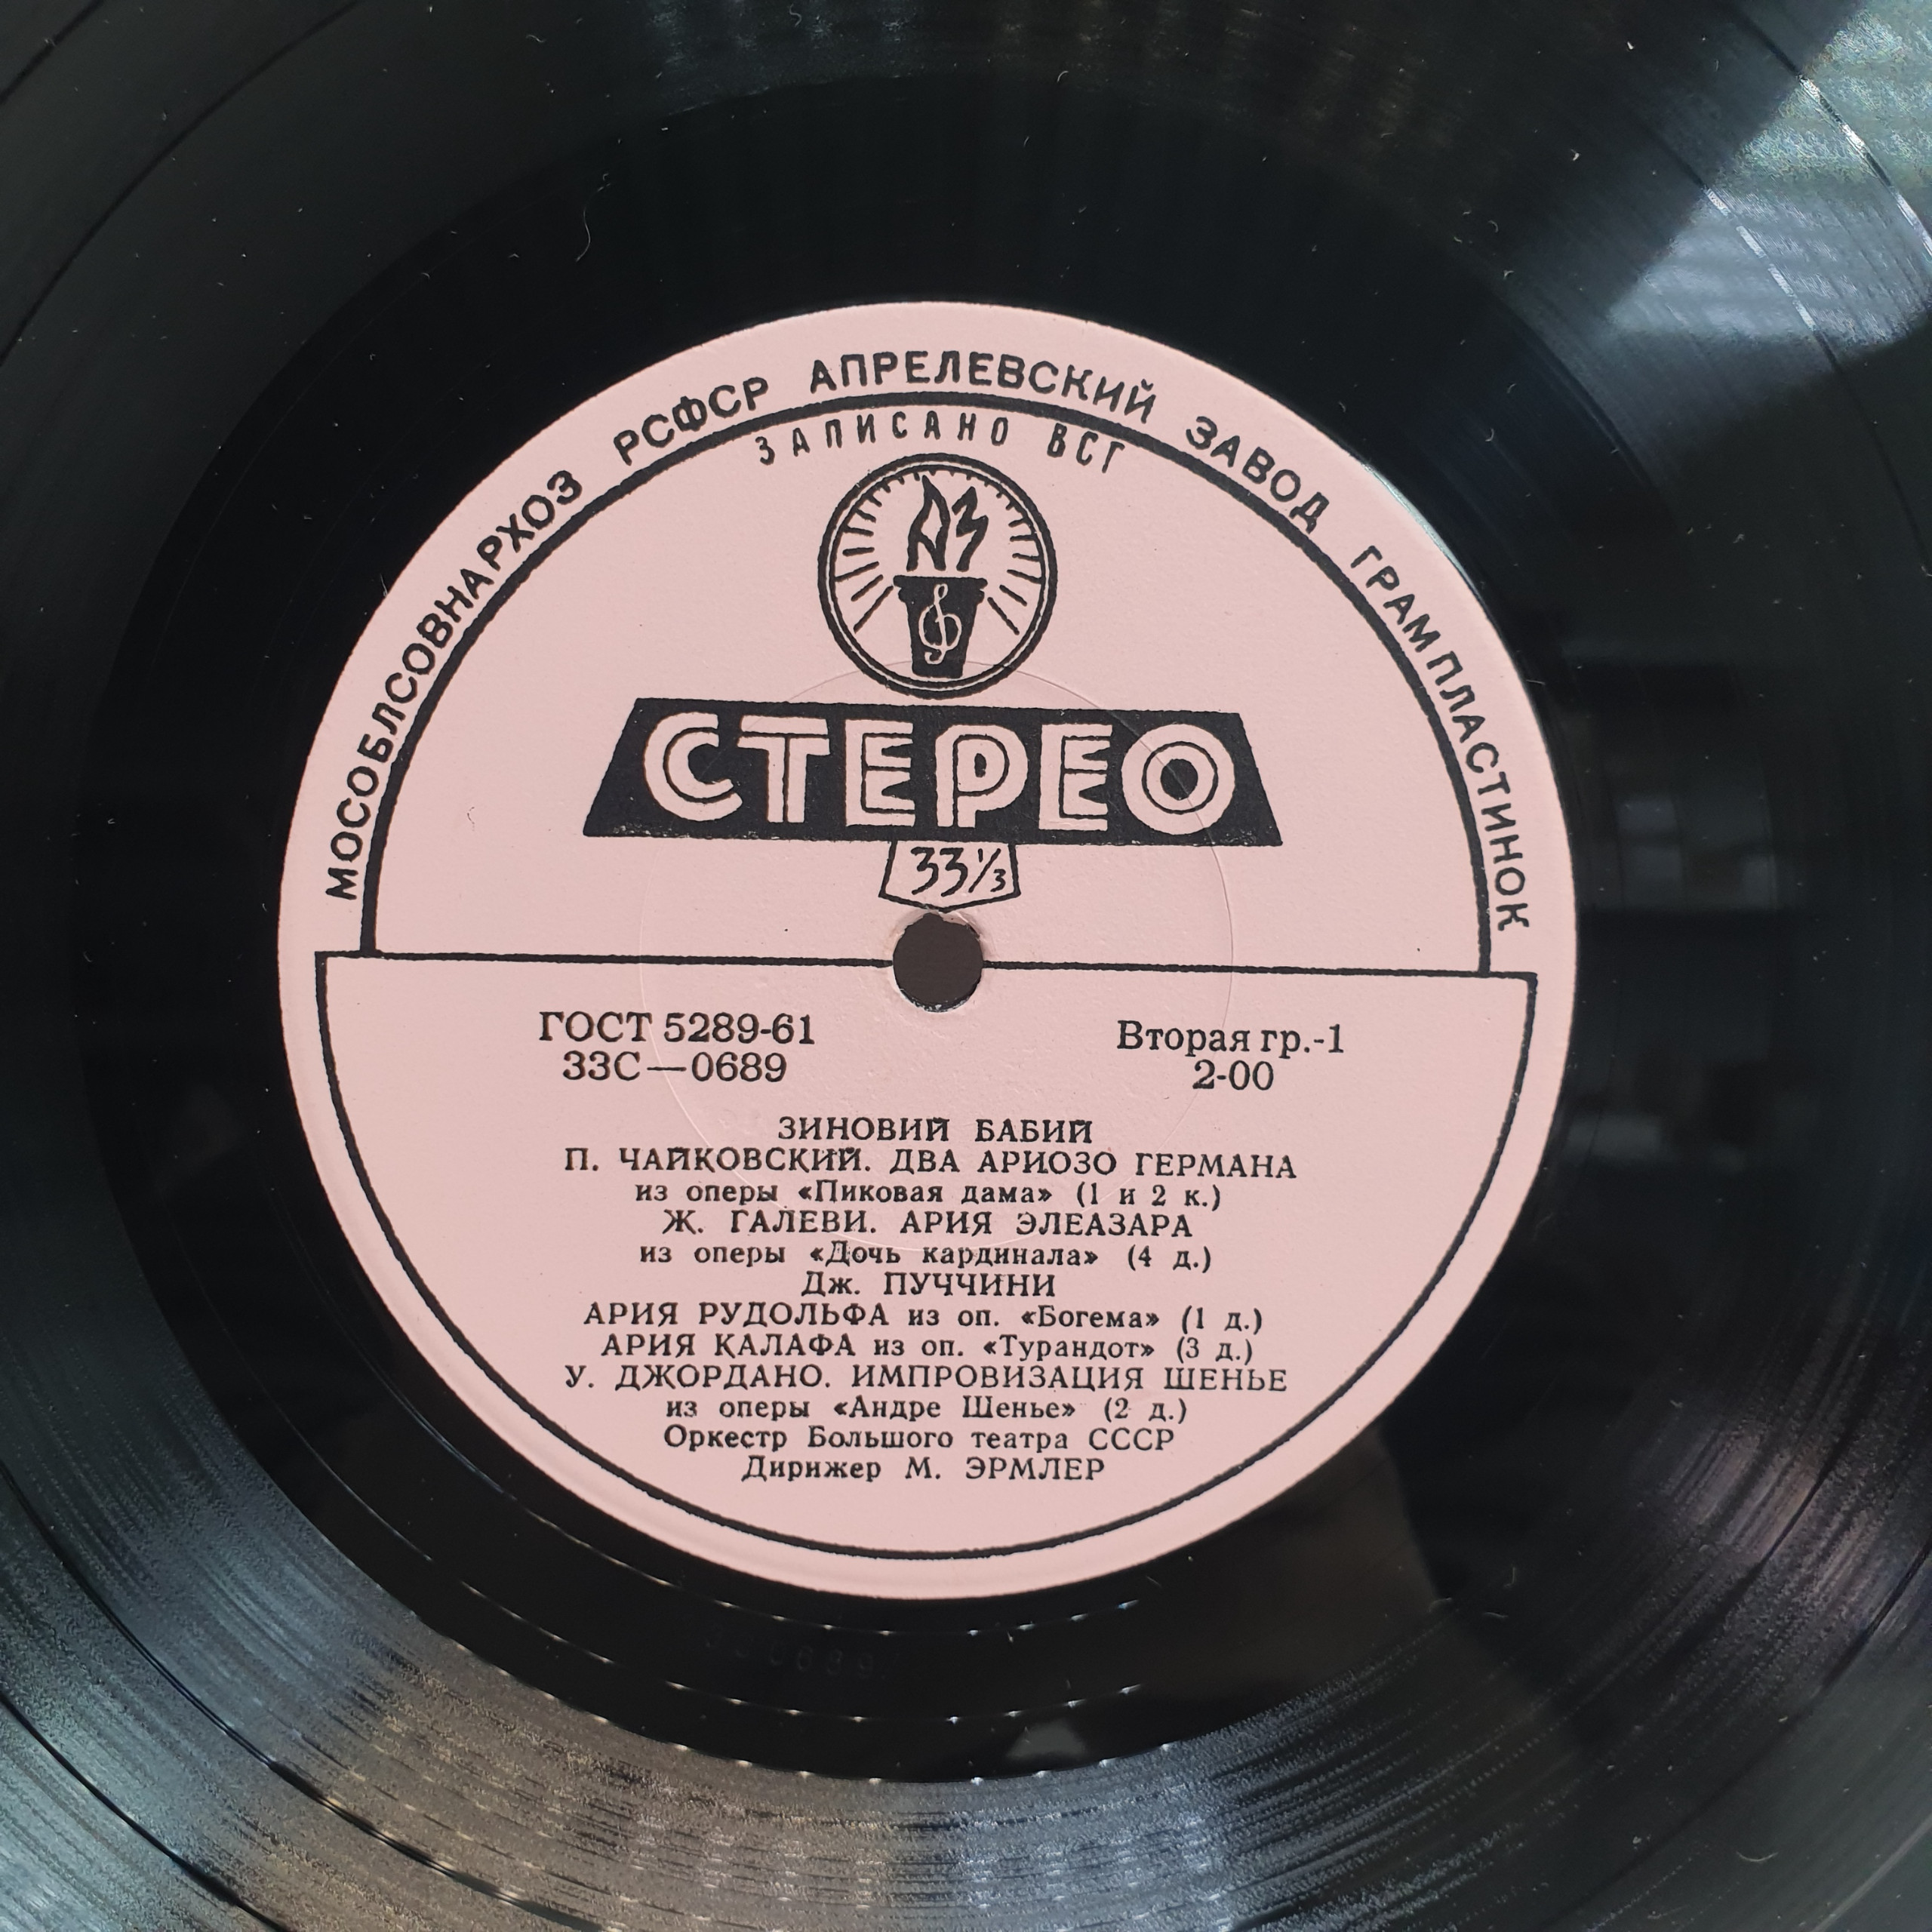 МОСОБЛСОВНАРХОЗ РСФСР АПРЕЛЕВСКИЙ ЗАВОД ГРАМПЛАСТИНОК
ЗАПИСАНО ВСГ
АЗ
СТЕРЕО
33⅓
ГОСТ 5289-61
33С—0689
Вторая гр.-1
2-00
ЗИНОВИЙ БАБИЙ
П. ЧАЙКОВСКИЙ. ДВА АРИОЗО ГЕРМАНА
из оперы «Пиковая дама» (1 и 2 к.)
Ж. ГАЛЕВИ. АРИЯ ЭЛЕАЗАРА
из оперы «Дочь кардинала» (4 д.)
Дж. ПУЧЧИНИ
АРИЯ РУДОЛЬФА из оп. «Богема» (1 д.)
АРИЯ КАЛАФА из оп. «Турандот» (3 д.)
У. ДЖОРДАНО. ИМПРОВИЗАЦИЯ ШЕНЬЕ
из оперы «Андре Шенье» (2 д.)
Оркестр Большого театра СССР
Дирижер М. ЭРМЛЕР